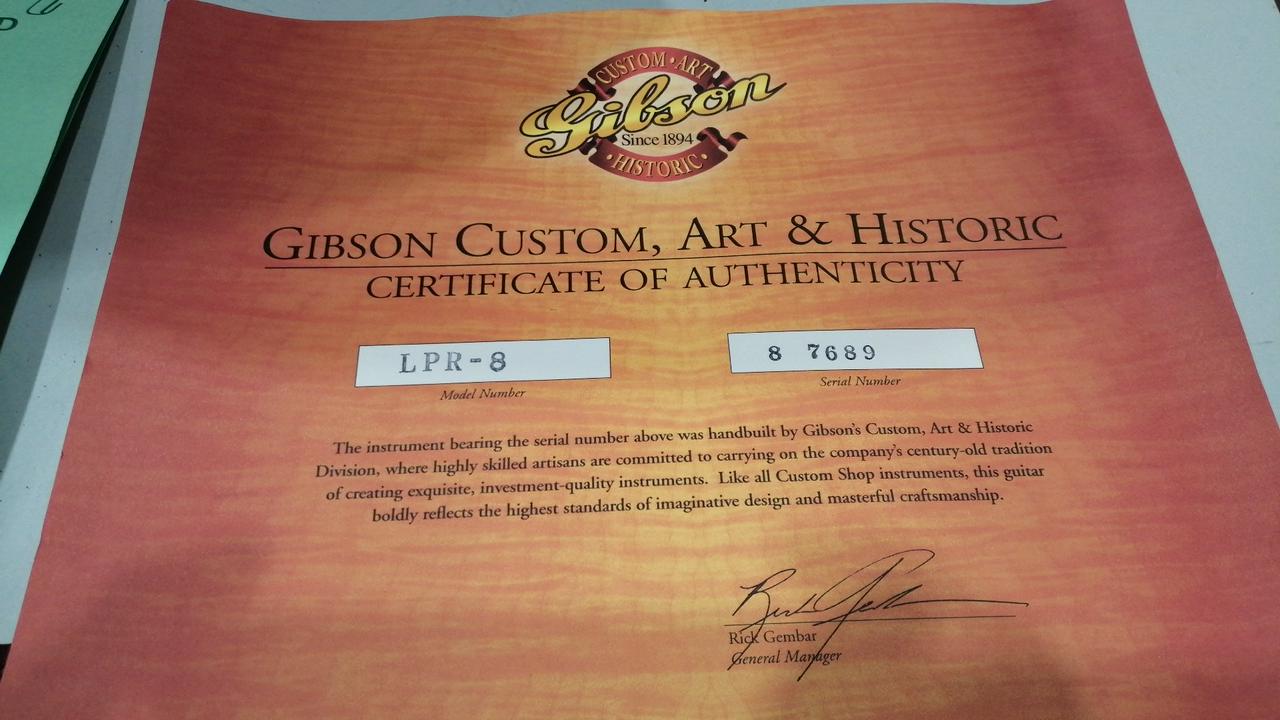 CUSTOM · ART
Gibson
Since 1894
· HISTORIC ·
GIBSON CUSTOM, ART & HISTORIC
CERTIFICATE OF AUTHENTICITY
LPR-8
8 7689
Model Number
Serial Number
The instrument bearing the serial number above was handbuilt by Gibson's Custom, Art & Historic
Division, where highly skilled artisans are committed to carrying on the company's century-old tradition
of creating exquisite, investment-quality instruments. Like all Custom Shop instruments, this guitar
boldly reflects the highest standards of imaginative design and masterful craftsmanship.
Rick Gembar
General Manager